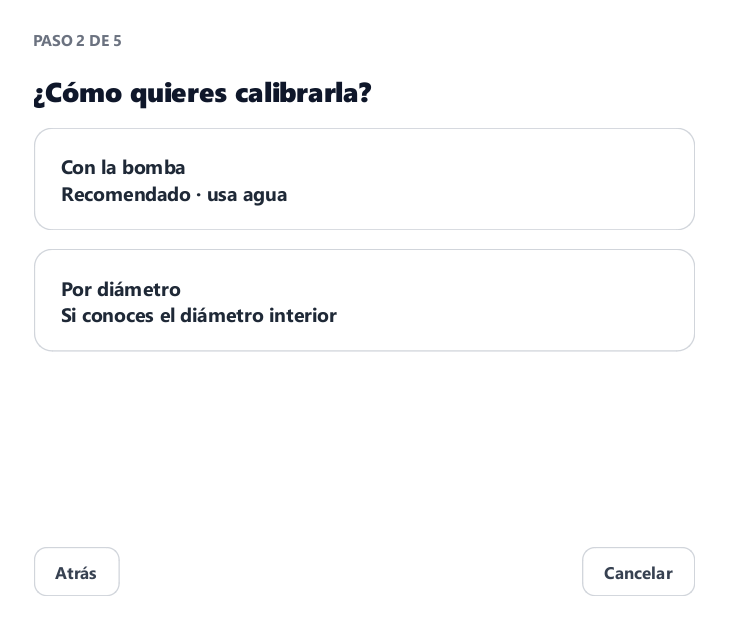 PASO 2 DE 5
¿Cómo quieres calibrarla?
Con la bomba
Recomendado · usa agua
Por diámetro
Si conoces el diámetro interior
Atrás
Cancelar